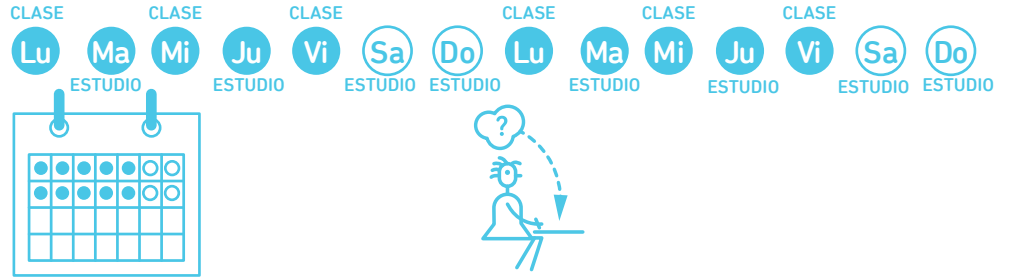 CLASE CLASE CLASE CLASE CLASE CLASE
Lu Ma Mi Ju Vi Sa Do Lu Ma Mi Ju Vi Sa Do
ESTUDIO ESTUDIO ESTUDIO ESTUDIO ESTUDIO ESTUDIO ESTUDIO ESTUDIO
?